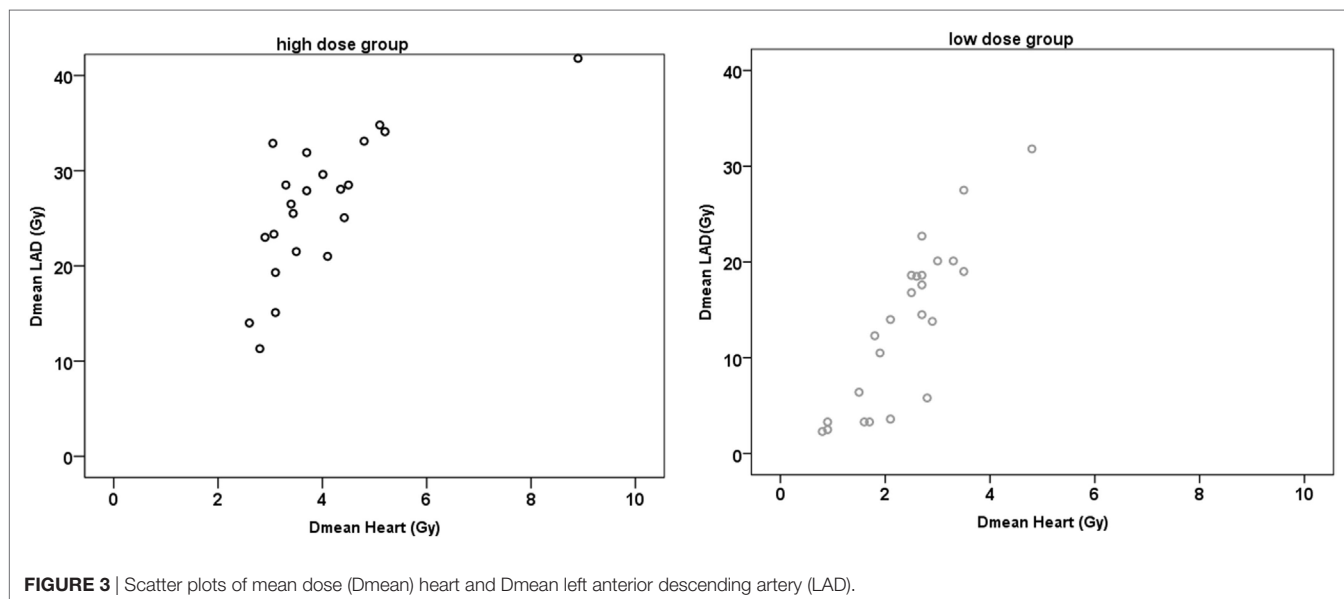 high dose group
40
30
20
10
0
Dmean LAD (Gy)
0 2 4 6 8 10
Dmean Heart (Gy)
low dose group
40
30
20
10
0
Dmean LAD(Gy)
0 2 4 6 8 10
Dmean Heart (Gy)
FIGURE 3 | Scatter plots of mean dose (Dmean) heart and Dmean left anterior descending artery (LAD).